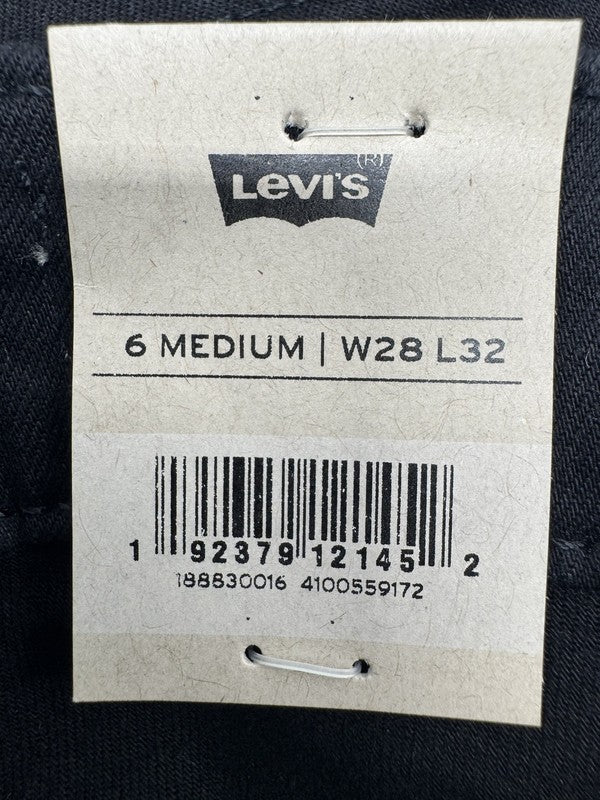 Levi's (R)
6 MEDIUM | W28 L32
1 92379 12145 2
188830016 4100559172